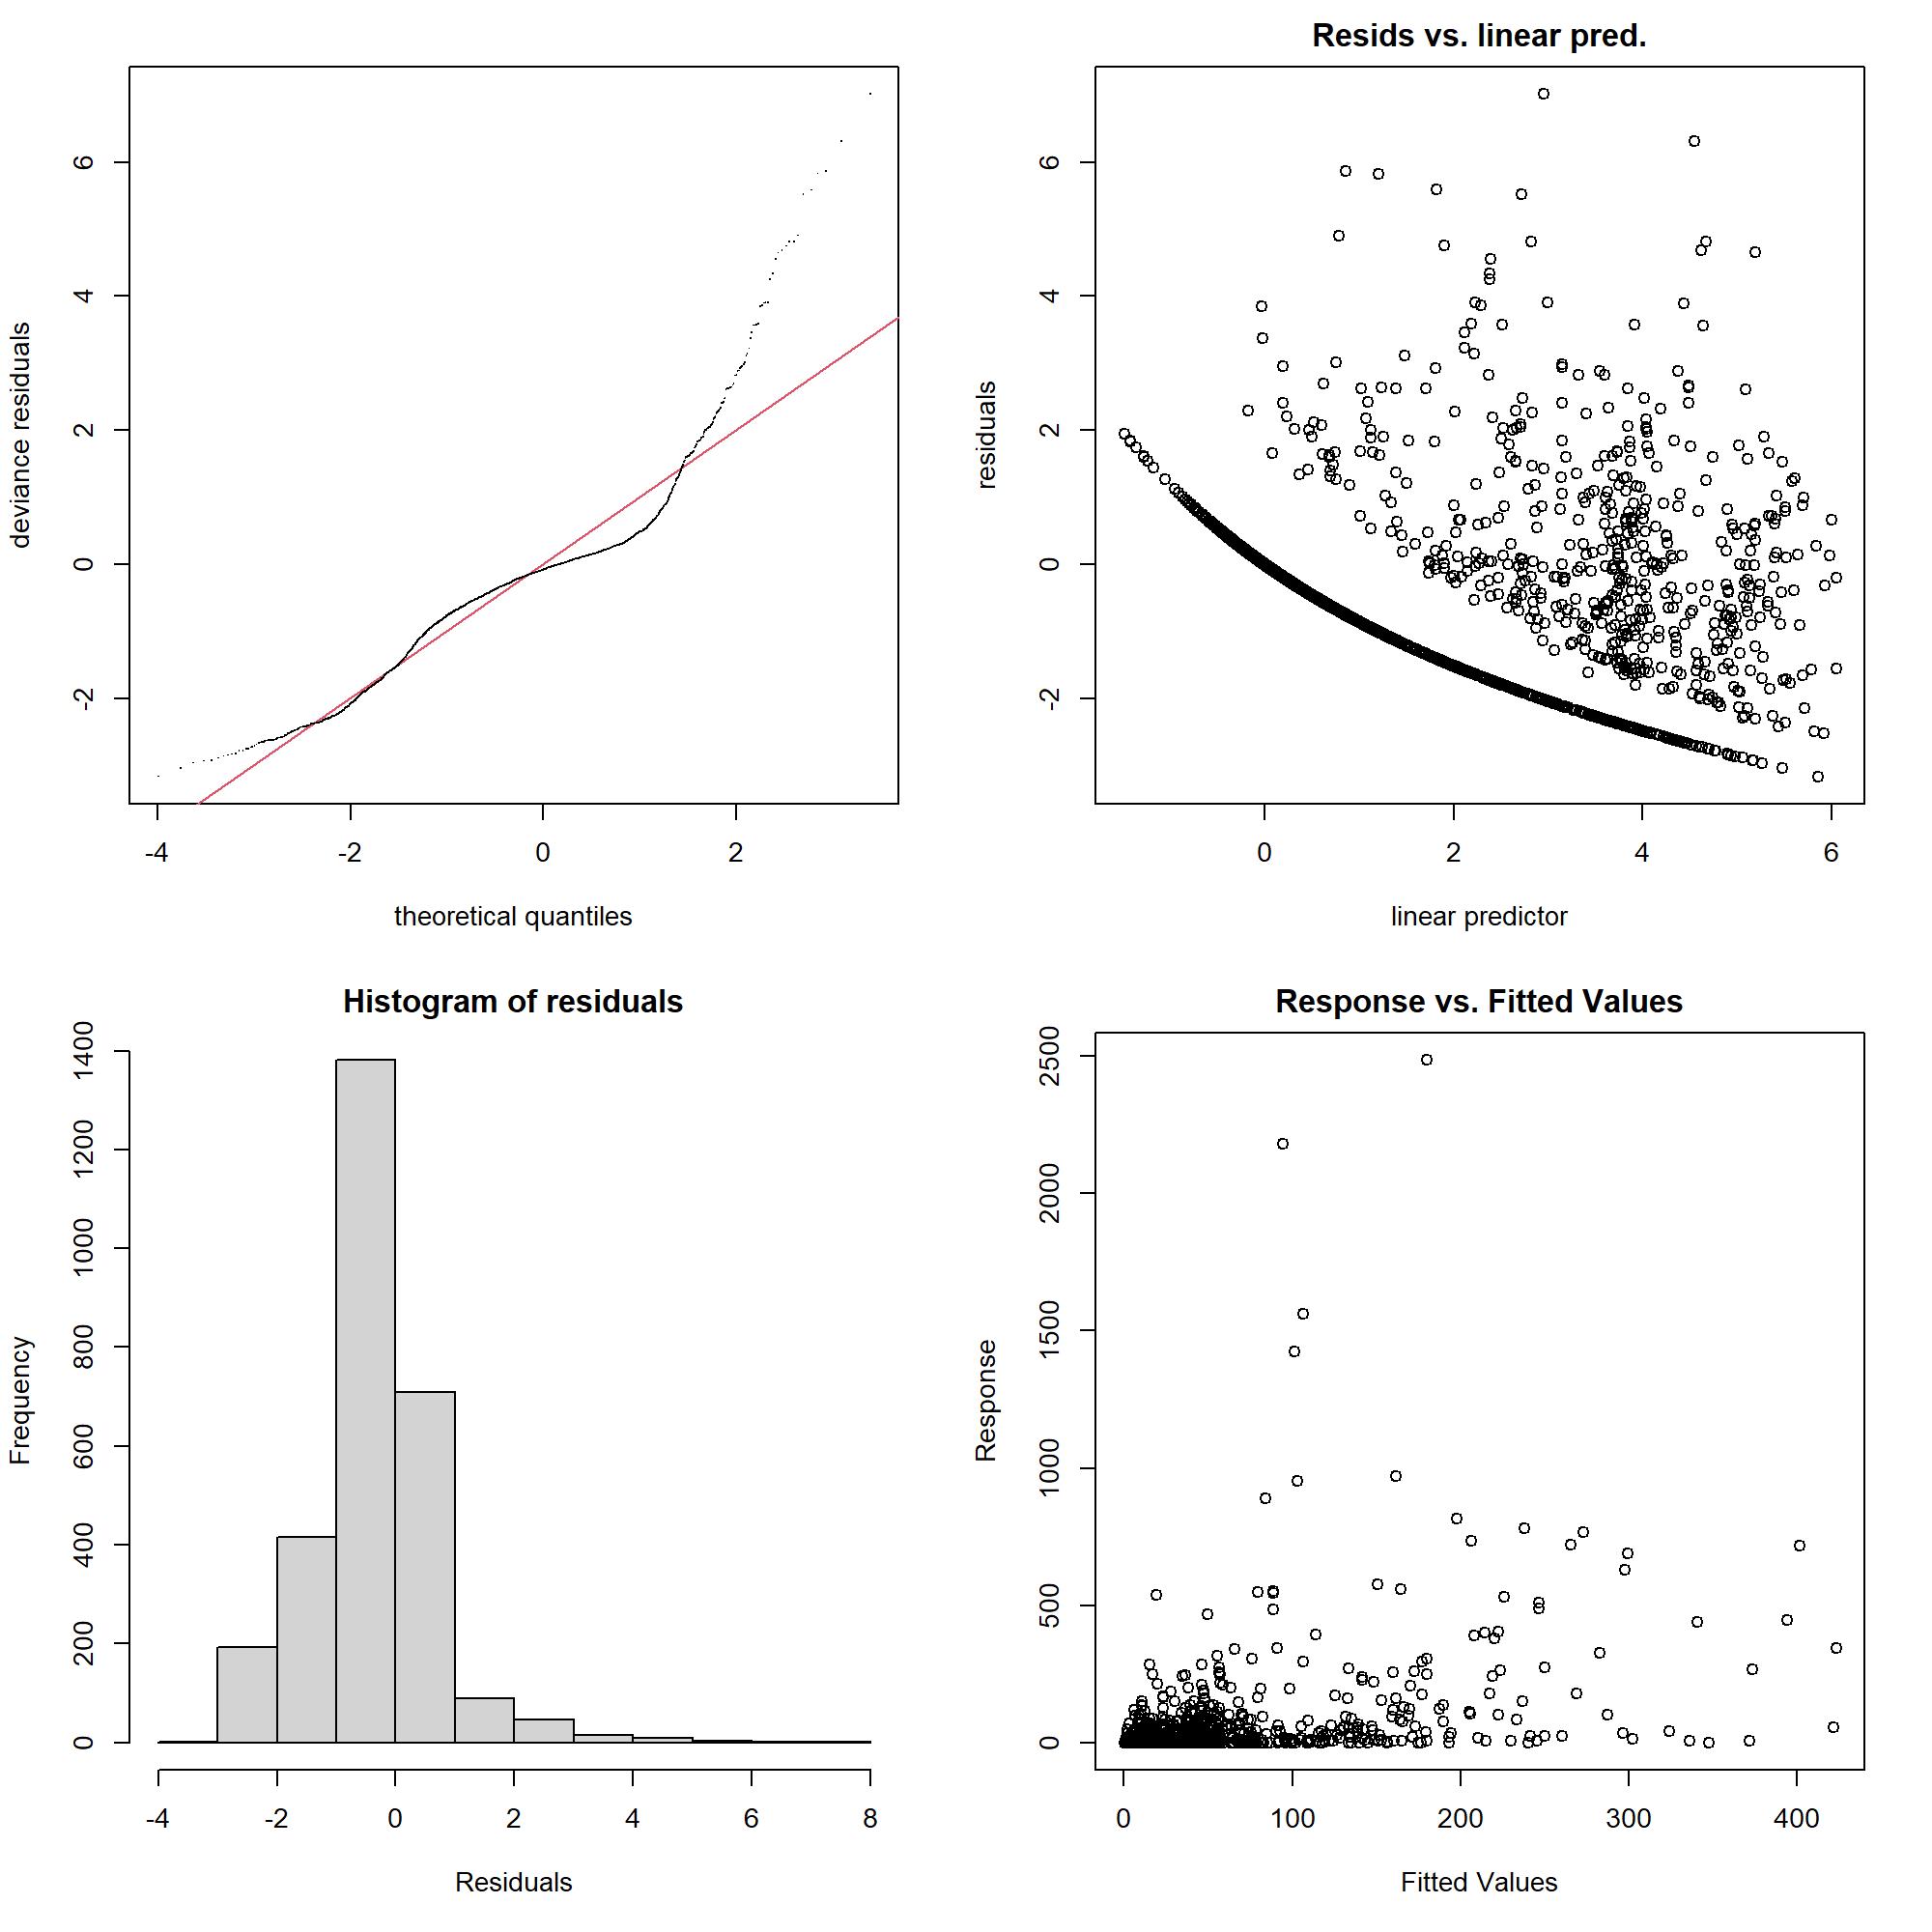 6
4
2
0
-2
deviance residuals
-4 -2 0 2
theoretical quantiles
Resids vs. linear pred.
6
4
2
0
-2
residuals
0 2 4 6
linear predictor
Histogram of residuals
1400
1200
1000
800
600
400
200
0
Frequency
-4 -2 0 2 4 6 8
Residuals
Response vs. Fitted Values
2500
2000
1500
1000
500
0
Response
0 100 200 300 400
Fitted Values